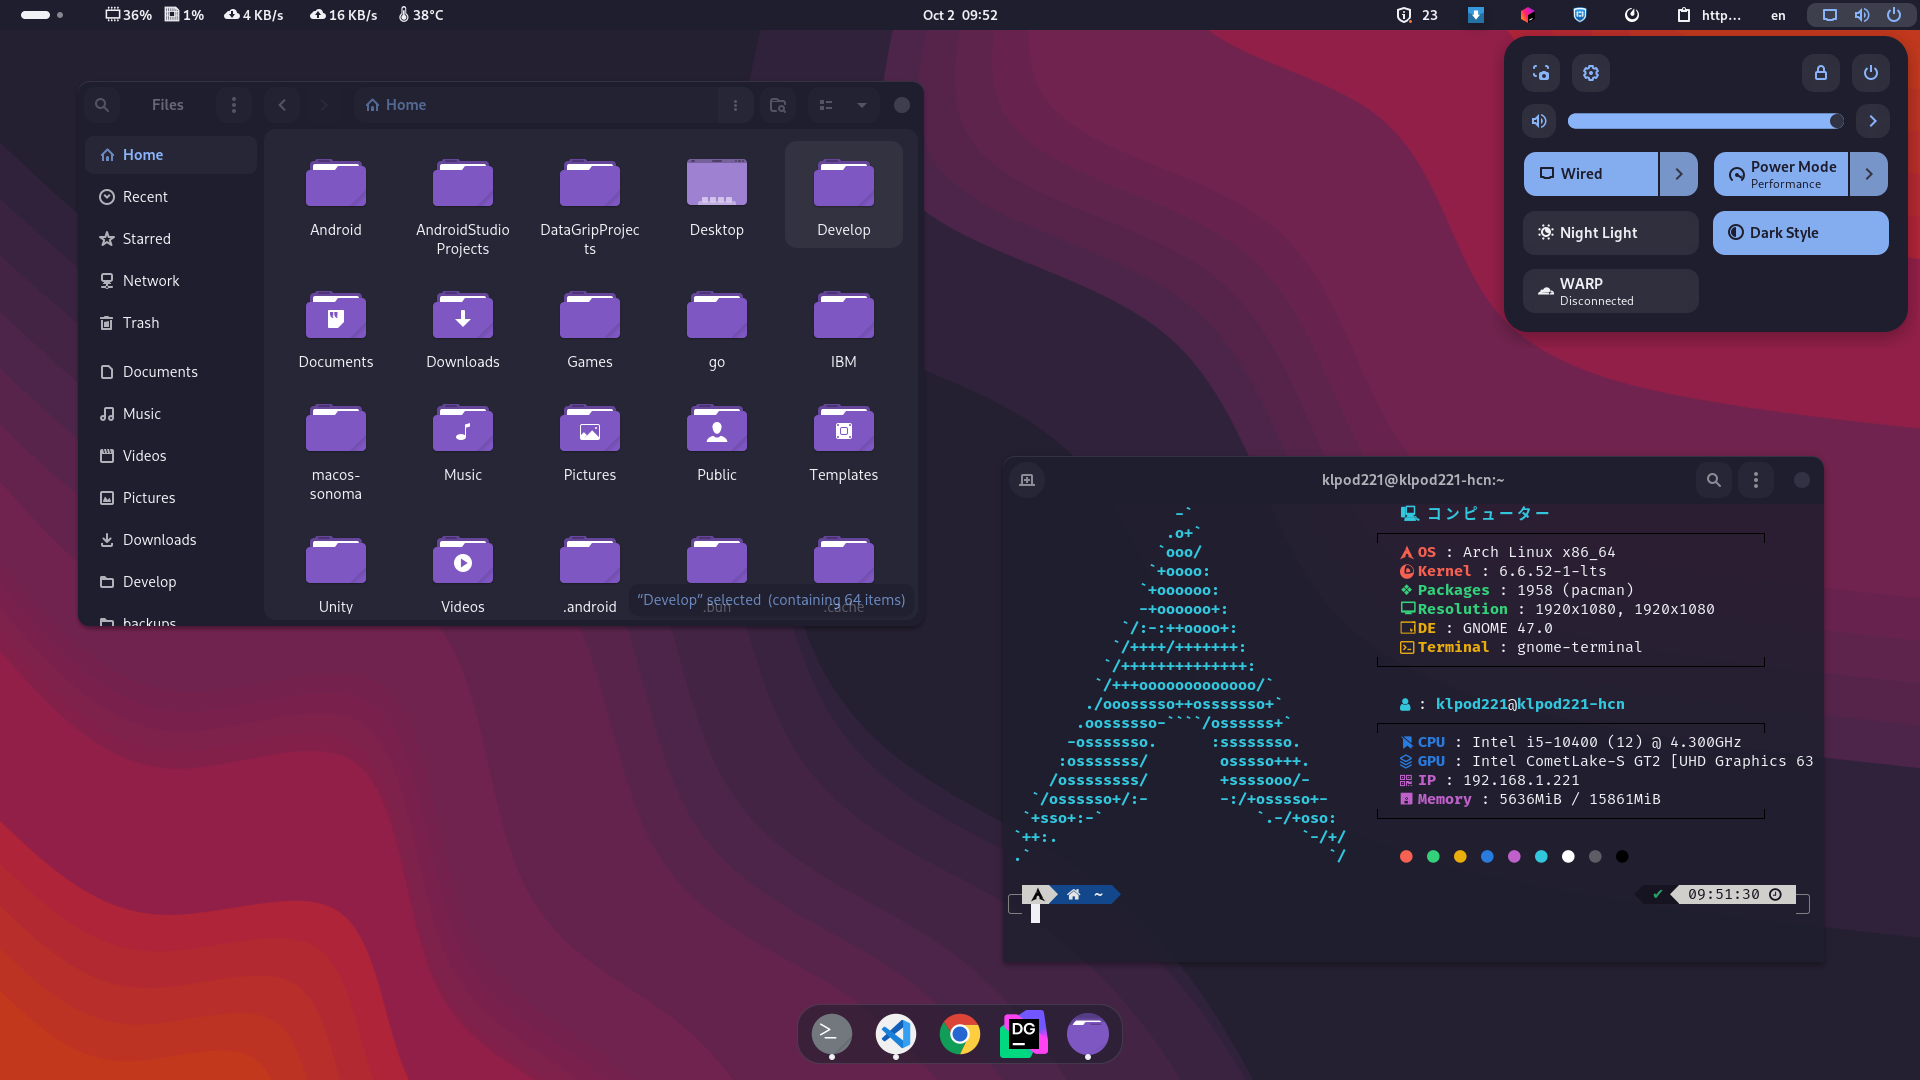 36% 1% 4 KB/s 16 KB/s 38°C
Oct 2 09:52
23 http... en
Files
Home
Home
Recent
Starred
Network
Trash
Documents
Music
Videos
Pictures
Downloads
Develop
backups
Android
AndroidStudio
Projects
DataGripProjec
ts
Desktop
Develop
Documents
Downloads
Games
go
IBM
macos-
sonoma
Music
Pictures
Public
Templates
Unity
Videos
.android
.bun
.cache
“Develop” selected (containing 64 items)
Wired
Power Mode
Performance
Night Light
Dark Style
WARP
Disconnected
klpod221@klpod221-hcn:~
-`
.o+`
`ooo/
`+oooo:
`+oooooo:
-+oooooo+:
`/:-:++oooo+:
`/++++/+++++++:
`/++++++++++++++:
`/+++ooooooooooooo/`
./ooosssso++osssssso+`
.oossssso-````/ossssss+`
-osssssso. :ssssssso.
:osssssss/ osssso+++.
/ossssssss/ +ssssooo/-
`/ossssso+/:- -:/+osssso+-
`+sso+:-` `.-/+oso:
`++:. `-/+/
.` `/
コンピューター
OS : Arch Linux x86_64
Kernel : 6.6.52-1-lts
Packages : 1958 (pacman)
Resolution : 1920x1080, 1920x1080
DE : GNOME 47.0
Terminal : gnome-terminal
: klpod221@klpod221-hcn
CPU : Intel i5-10400 (12) @ 4.300GHz
GPU : Intel CometLake-S GT2 [UHD Graphics 63
IP : 192.168.1.221
Memory : 5636MiB / 15861MiB
~
✔ 09:51:30
DG